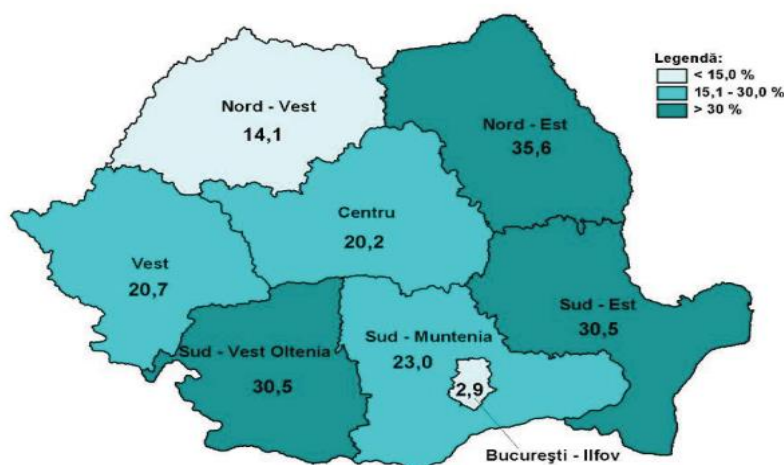 Legendă:
< 15,0 %
15,1 - 30,0 %
> 30 %
Nord - Vest
14,1
Nord - Est
35,6
Centru
20,2
Vest
20,7
Sud - Est
30,5
Sud - Vest Oltenia
30,5
Sud - Muntenia
23,0
2,9
Bucureşti - Ilfov